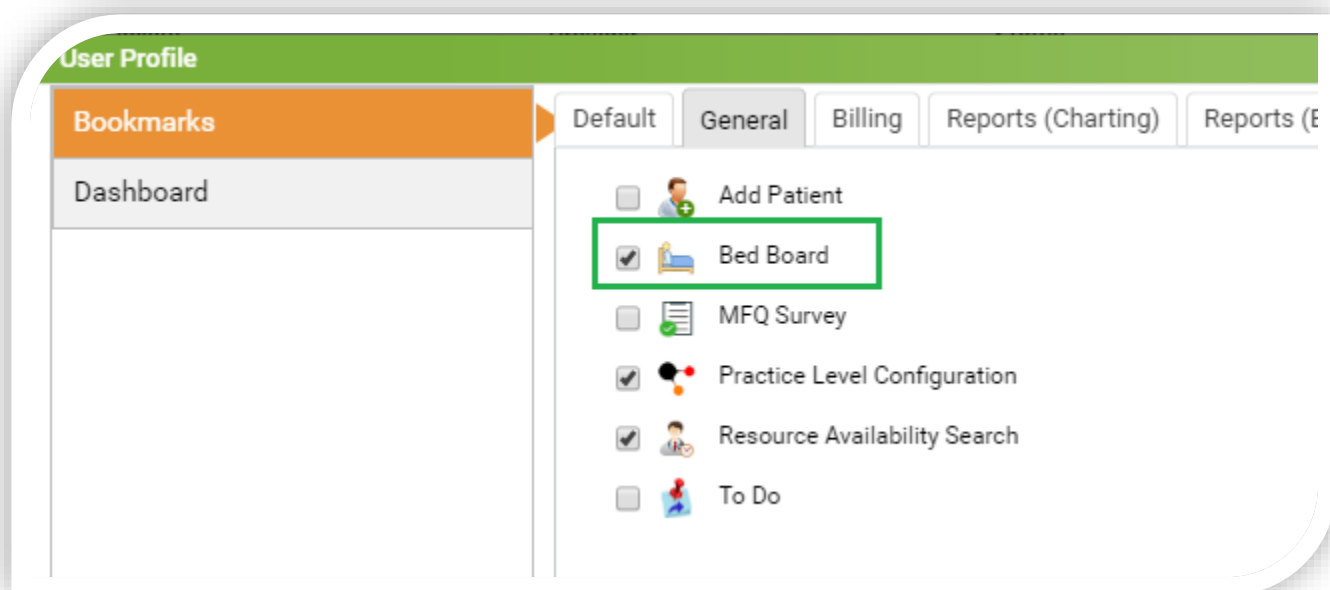 User Profile
Bookmarks
Dashboard
Default General Billing Reports (Charting) Reports (
Add Patient
Bed Board
MFQ Survey
Practice Level Configuration
Resource Availability Search
To Do